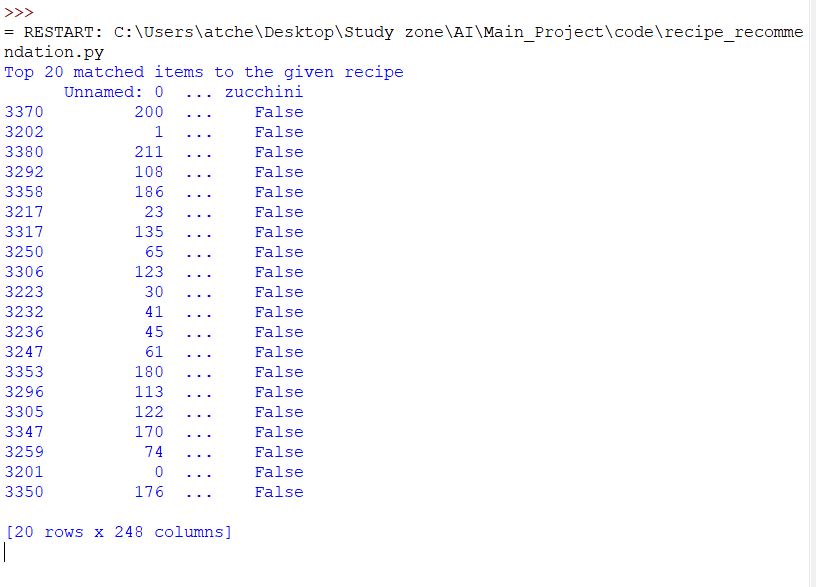 >>>
= RESTART: C:\Users\atche\Desktop\Study zone\AI\Main_Project\code\recipe_recomme
ndation.py
Top 20 matched items to the given recipe
      Unnamed: 0  ... zucchini
3370         200  ...    False
3202           1  ...    False
3380         211  ...    False
3292         108  ...    False
3358         186  ...    False
3217          23  ...    False
3317         135  ...    False
3250          65  ...    False
3306         123  ...    False
3223          30  ...    False
3232          41  ...    False
3236          45  ...    False
3247          61  ...    False
3353         180  ...    False
3296         113  ...    False
3305         122  ...    False
3347         170  ...    False
3259          74  ...    False
3201           0  ...    False
3350         176  ...    False
[20 rows x 248 columns]